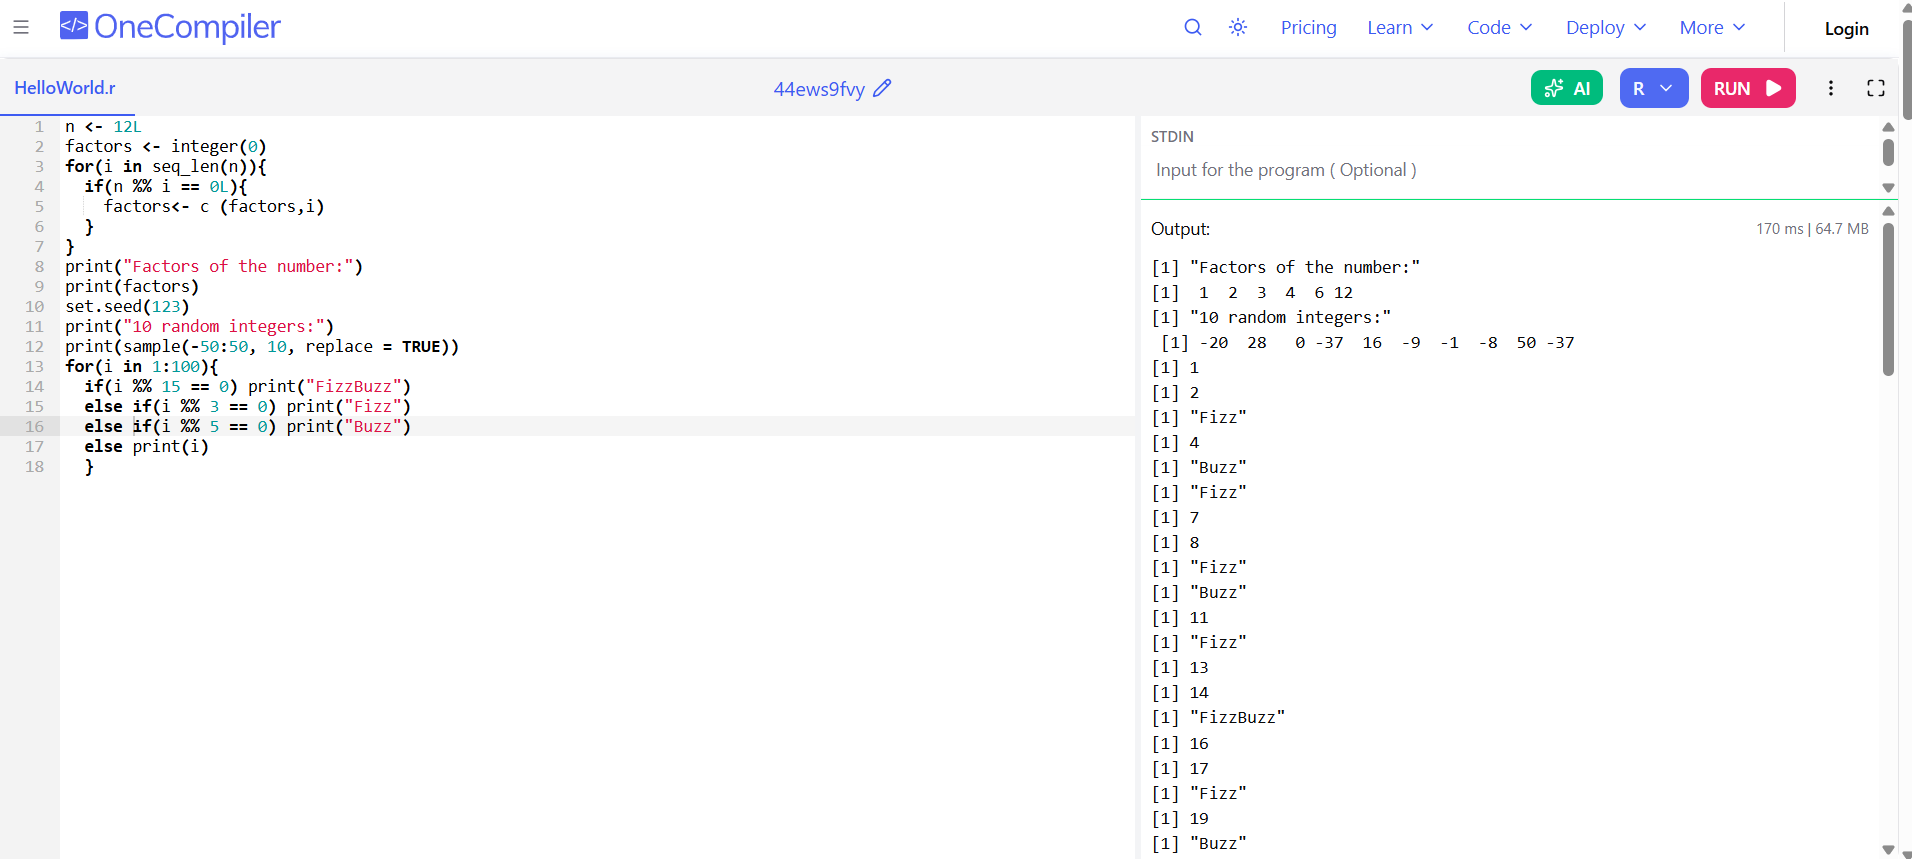 </> OneCompiler
Pricing Learn Code Deploy More Login
HelloWorld.r
44ews9fvy
AI R RUN
1 n <- 12L
2 factors <- integer(0)
3 for(i in seq_len(n)){
4   if(n %% i == 0L){
5     factors<- c (factors,i)
6   }
7 }
8 print("Factors of the number:")
9 print(factors)
10 set.seed(123)
11 print("10 random integers:")
12 print(sample(-50:50, 10, replace = TRUE))
13 for(i in 1:100){
14   if(i %% 15 == 0) print("FizzBuzz")
15   else if(i %% 3 == 0) print("Fizz")
16   else if(i %% 5 == 0) print("Buzz")
17   else print(i)
18   }
STDIN
Input for the program ( Optional )
Output:
170 ms | 64.7 MB
[1] "Factors of the number:"
[1]  1  2  3  4  6 12
[1] "10 random integers:"
 [1] -20  28   0 -37  16  -9  -1  -8  50 -37
[1] 1
[1] 2
[1] "Fizz"
[1] 4
[1] "Buzz"
[1] "Fizz"
[1] 7
[1] 8
[1] "Fizz"
[1] "Buzz"
[1] 11
[1] "Fizz"
[1] 13
[1] 14
[1] "FizzBuzz"
[1] 16
[1] 17
[1] "Fizz"
[1] 19
[1] "Buzz"